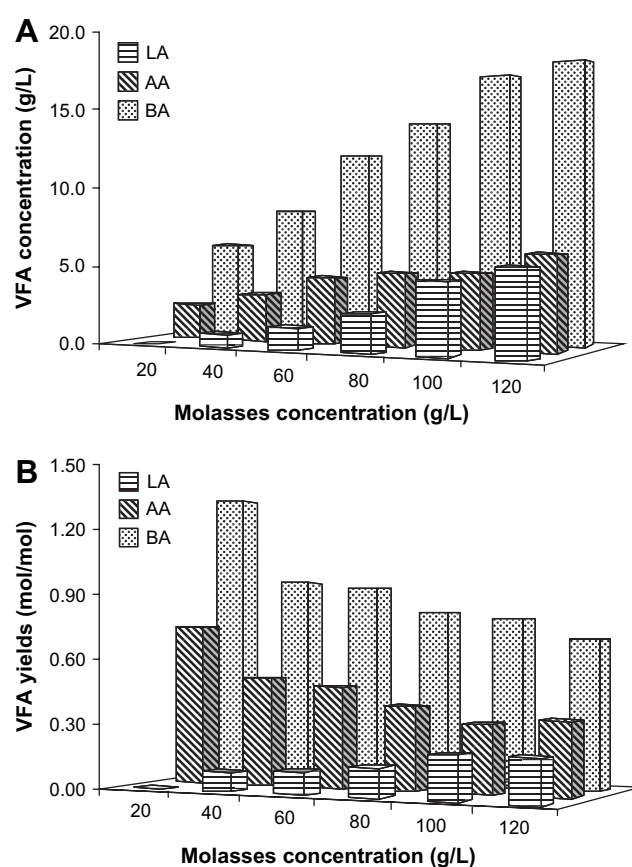 A
20.0
15.0
10.0
5.0
0.0
VFA concentration (g/L)
LA
AA
BA
20 40 60 80 100 120
Molasses concentration (g/L)
B
1.50
1.20
0.90
0.60
0.30
0.00
VFA yields (mol/mol)
LA
AA
BA
20 40 60 80 100 120
Molasses concentration (g/L)